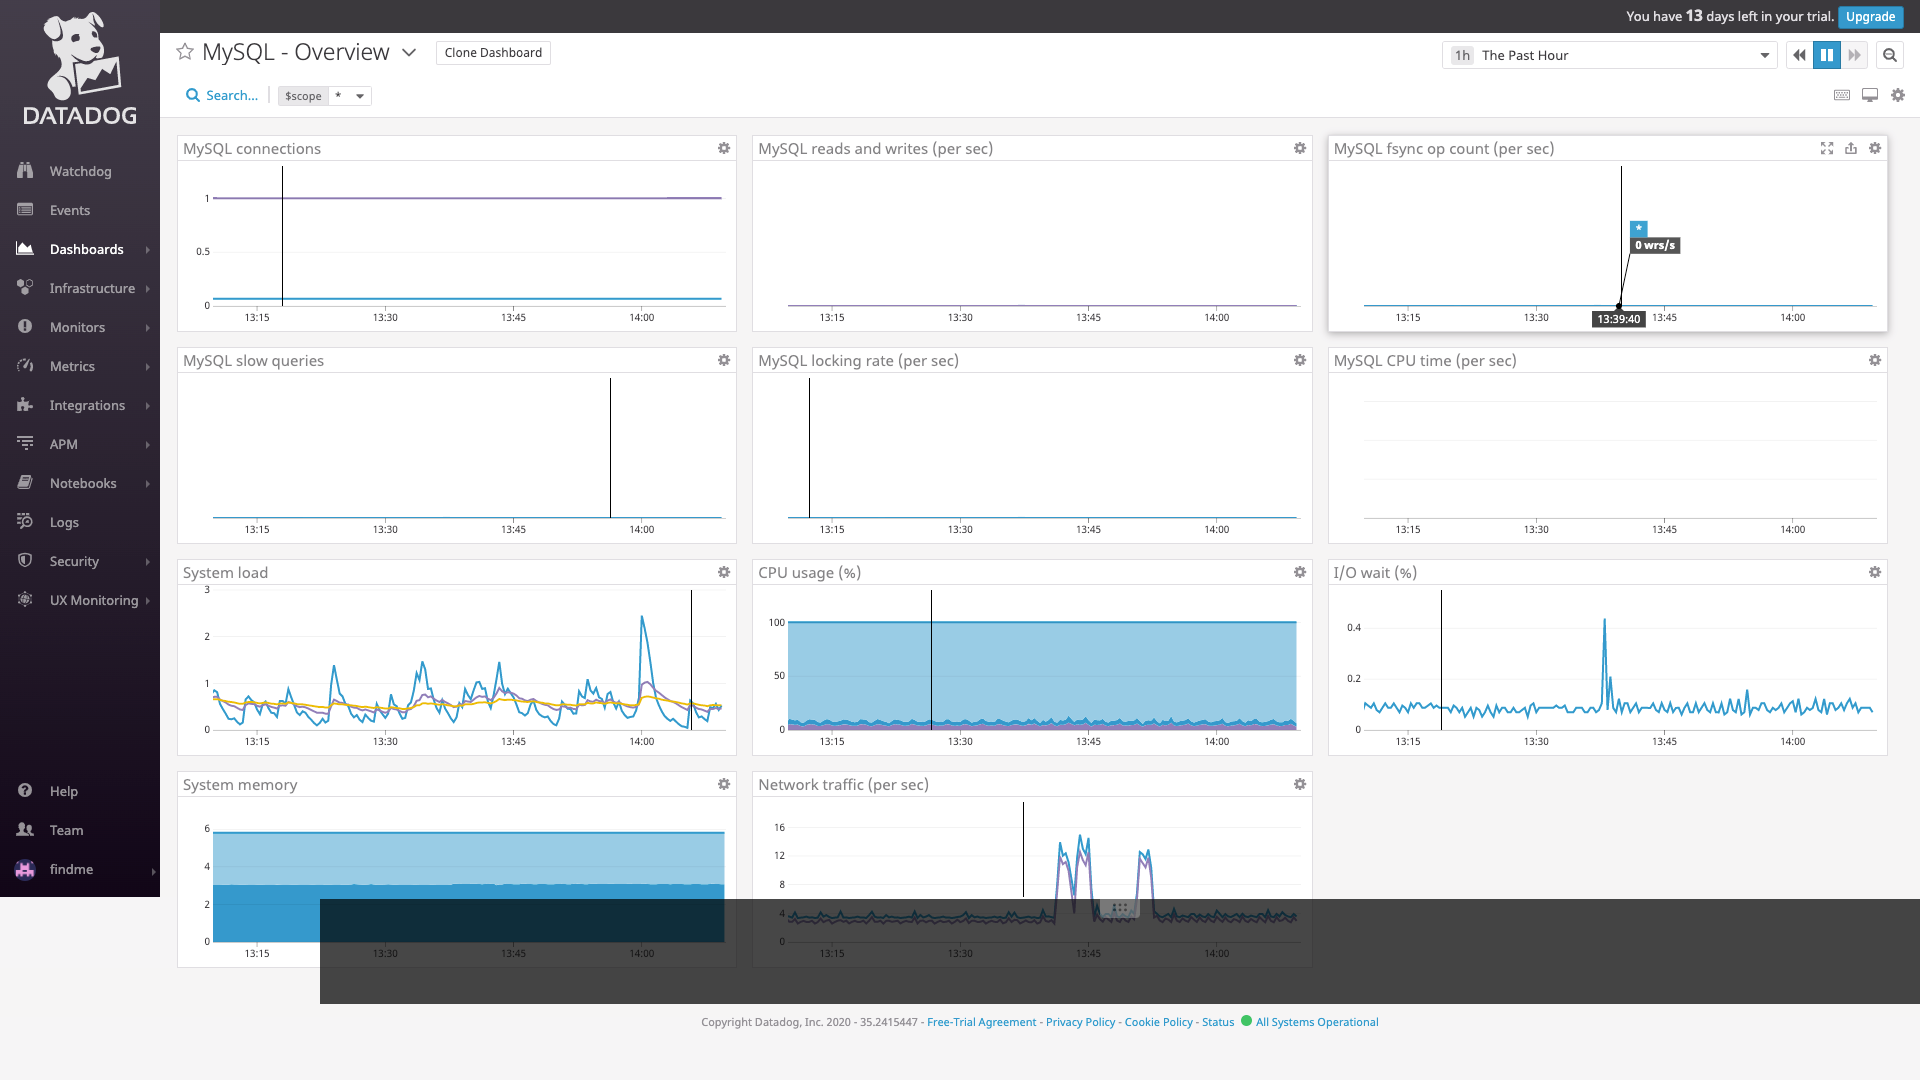 You have 13 days left in your trial. Upgrade
DATADOG
MySQL - Overview
Clone Dashboard
1h The Past Hour
Search...
$scope *
Watchdog
Events
Dashboards
Infrastructure
Monitors
Metrics
Integrations
APM
Notebooks
Logs
Security
UX Monitoring
Help
Team
findme
MySQL connections
1
0.5
0
13:15 13:30 13:45 14:00
MySQL reads and writes (per sec)
13:15 13:30 13:45 14:00
MySQL fsync op count (per sec)
*
0 wrs/s
13:15 13:30 13:39:40 13:45 14:00
MySQL slow queries
13:15 13:30 13:45 14:00
MySQL locking rate (per sec)
13:15 13:30 13:45 14:00
MySQL CPU time (per sec)
13:15 13:30 13:45 14:00
System load
3
2
1
0
13:15 13:30 13:45 14:00
CPU usage (%)
100
50
0
13:15 13:30 13:45 14:00
I/O wait (%)
0.4
0.2
0
13:15 13:30 13:45 14:00
System memory
6
4
2
0
13:15 13:30 13:45 14:00
Network traffic (per sec)
16
12
8
4
0
13:15 13:30 13:45 14:00
Copyright Datadog, Inc. 2020 - 35.2415447 - Free-Trial Agreement - Privacy Policy - Cookie Policy - Status All Systems Operational